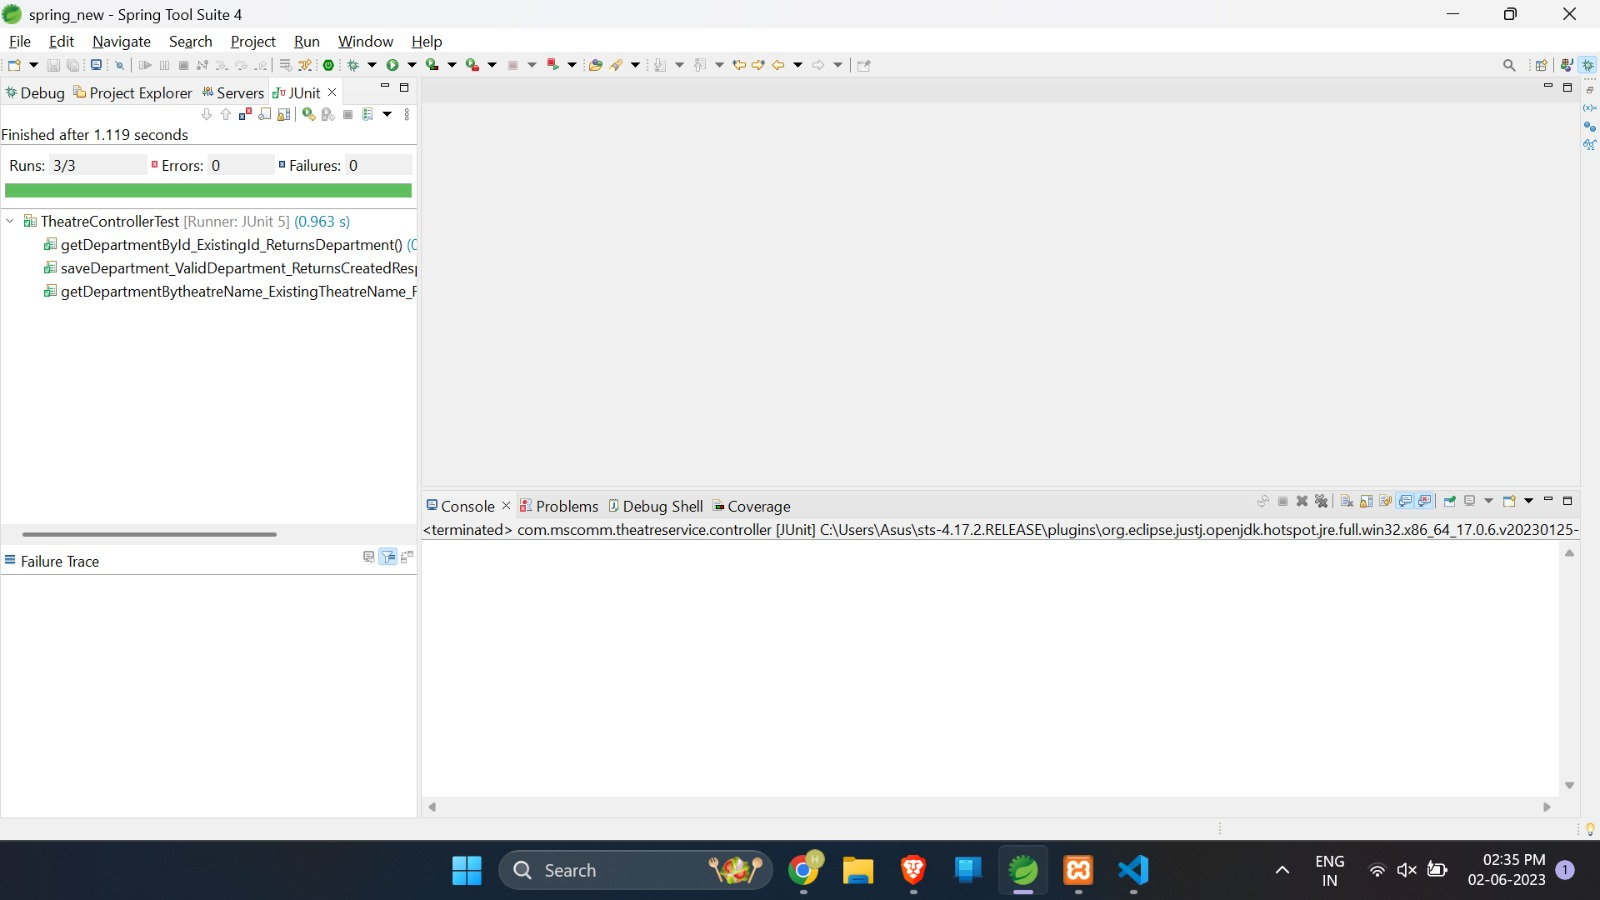 spring_new - Spring Tool Suite 4
File Edit Navigate Search Project Run Window Help
Debug Project Explorer Servers JUnit
Finished after 1.119 seconds
Runs: 3/3 Errors: 0 Failures: 0
TheatreControllerTest [Runner: JUnit 5] (0.963 s)
getDepartmentById_ExistingId_ReturnsDepartment() (0
saveDepartment_ValidDepartment_ReturnsCreatedResp
getDepartmentBytheatreName_ExistingTheatreName_R
Failure Trace
Console Problems Debug Shell Coverage
<terminated> com.mscomm.theatreservice.controller [JUnit] C:\Users\Asus\sts-4.17.2.RELEASE\plugins\org.eclipse.justj.openjdk.hotspot.jre.full.win32.x86_64_17.0.6.v20230125-
Search
H
ENG
IN
02:35 PM
02-06-2023
1